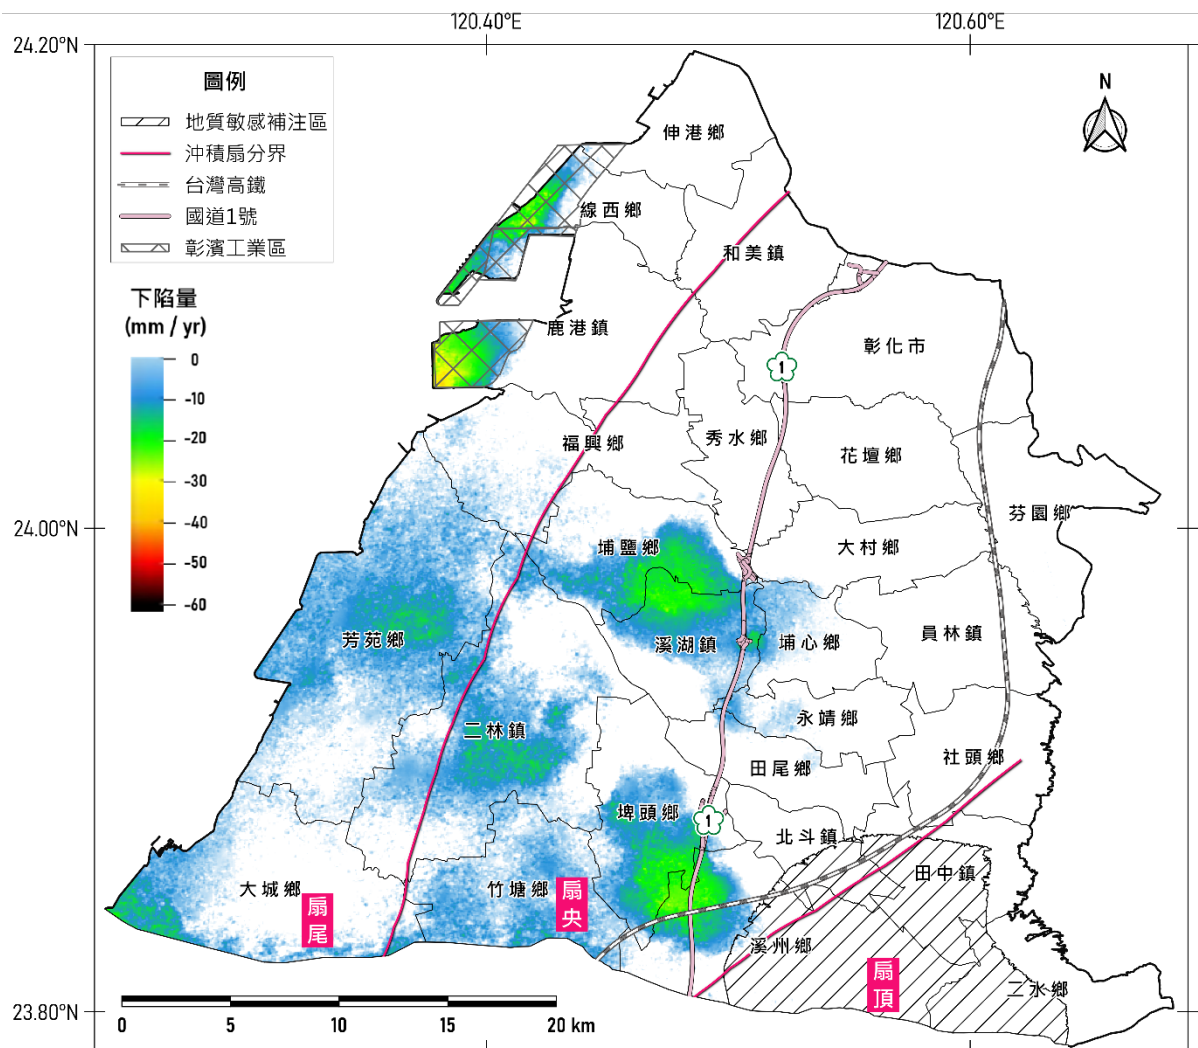 120.40°E
120.60°E
24.20°N
24.00°N
23.80°N
圖例
地質敏感補注區
沖積扇分界
台灣高鐵
國道1號
彰濱工業區
下陷量
(mm / yr)
0
-10
-20
-30
-40
-50
-60
N
伸港鄉
線西鄉
和美鎮
鹿港鎮
彰化市
1
福興鄉
秀水鄉
花壇鄉
芬園鄉
埔鹽鄉
大村鄉
芳苑鄉
溪湖鎮
埔心鄉
員林鎮
二林鎮
永靖鄉
田尾鄉
社頭鄉
埤頭鄉
1
北斗鎮
大城鄉
竹塘鄉
田中鎮
扇尾
扇央
溪州鄉
扇頂
二水鄉
0
5
10
15
20 km